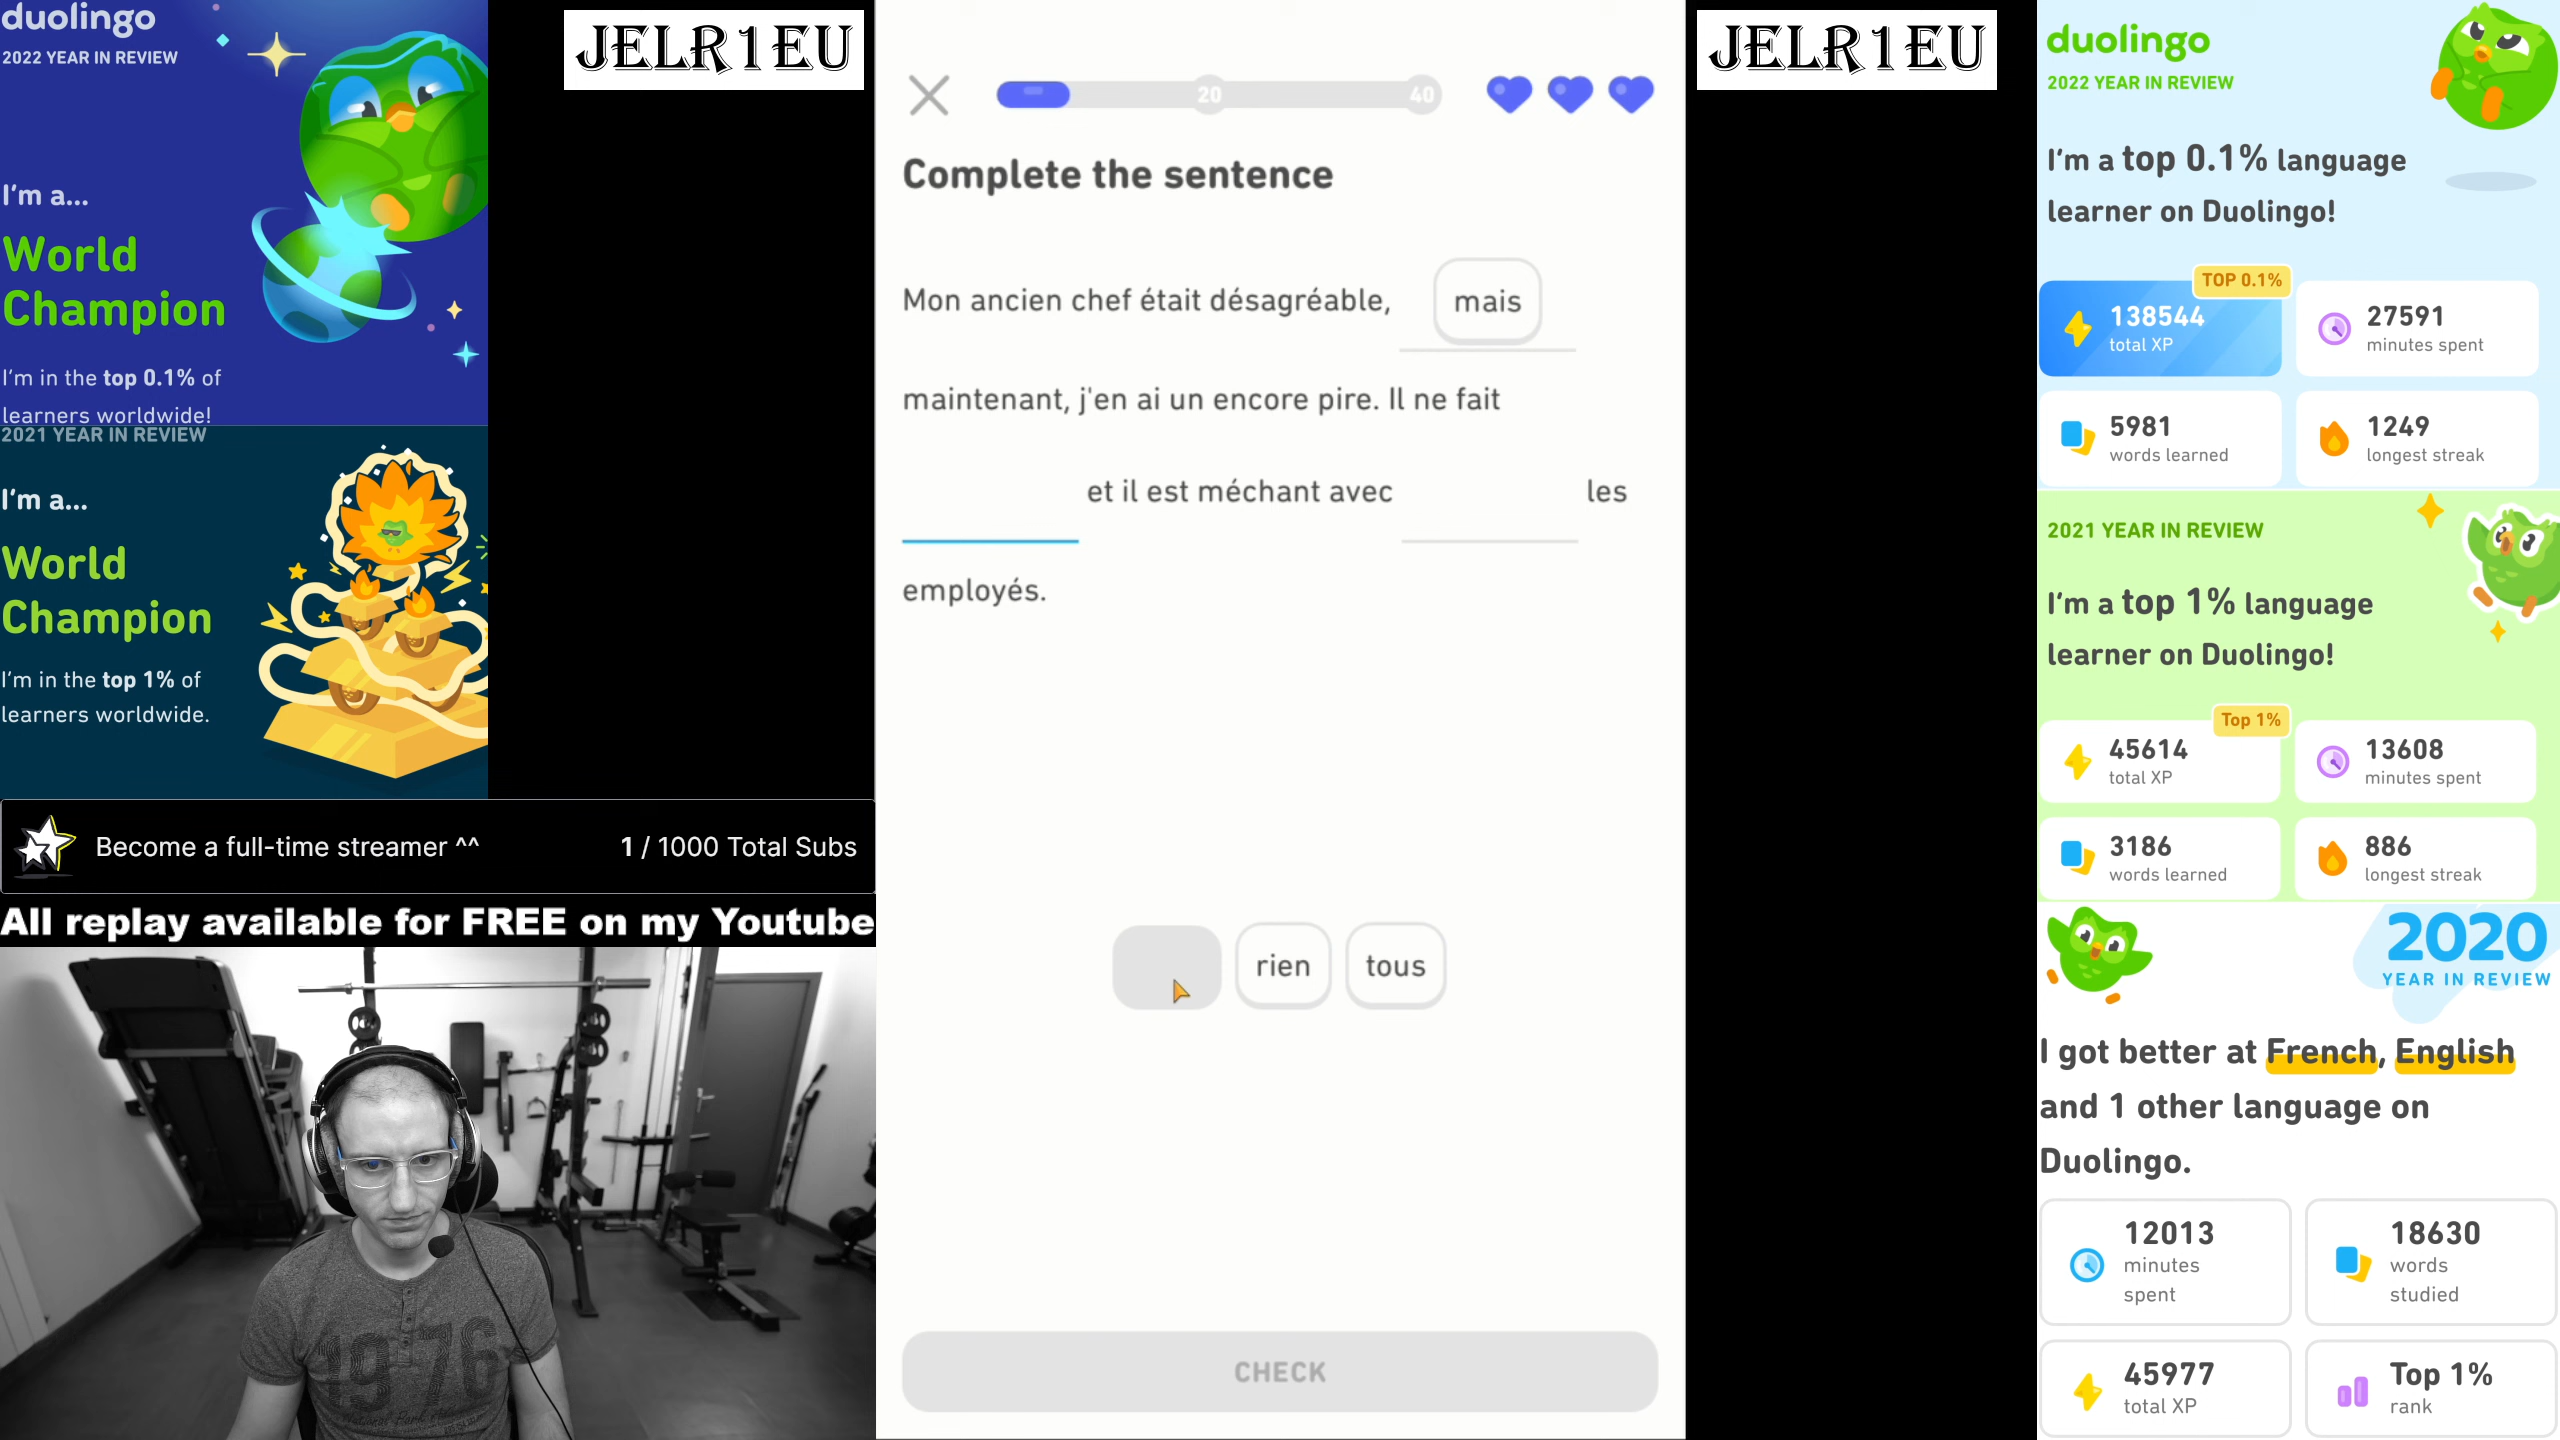 duolingo
2022 YEAR IN REVIEW
I'm a...
World
Champion
I'm in the top 0.1% of
learners worldwide!
2021 YEAR IN REVIEW
I'm a...
World
Champion
I'm in the top 1% of
learners worldwide.
JELR1EU
Become a full-time streamer ^^ 1 / 1000 Total Subs
All replay available for FREE on my Youtube
1976
20 40
Complete the sentence
Mon ancien chef était désagréable, mais
maintenant, j'en ai un encore pire. Il ne fait
et il est méchant avec les
employés.
rien tous
CHECK
JELR1EU
duolingo
2022 YEAR IN REVIEW
I'm a top 0.1% language
learner on Duolingo!
TOP 0.1%
138544
total XP
27591
minutes spent
5981
words learned
1249
longest streak
2021 YEAR IN REVIEW
I'm a top 1% language
learner on Duolingo!
Top 1%
45614
total XP
13608
minutes spent
3186
words learned
886
longest streak
2020
YEAR IN REVIEW
I got better at French, English
and 1 other language on
Duolingo.
12013
minutes
spent
18630
words
studied
45977
total XP
Top 1%
rank